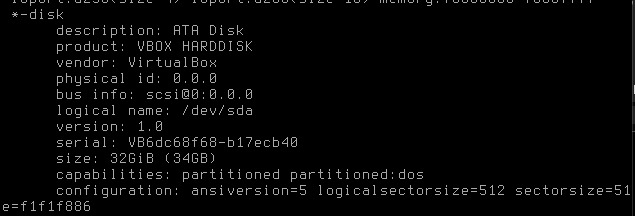 *-disk
description: ATA Disk
product: VBOX HARDDISK
vendor: VirtualBox
physical id: 0.0.0
bus info: scsi@0:0.0.0
logical name: /dev/sda
version: 1.0
serial: VB6dc68f68-b17ecb40
size: 32GiB (34GB)
capabilities: partitioned partitioned:dos
configuration: ansiversion=5 logicalsectorsize=512 sectorsize=51
e=f1f1f886